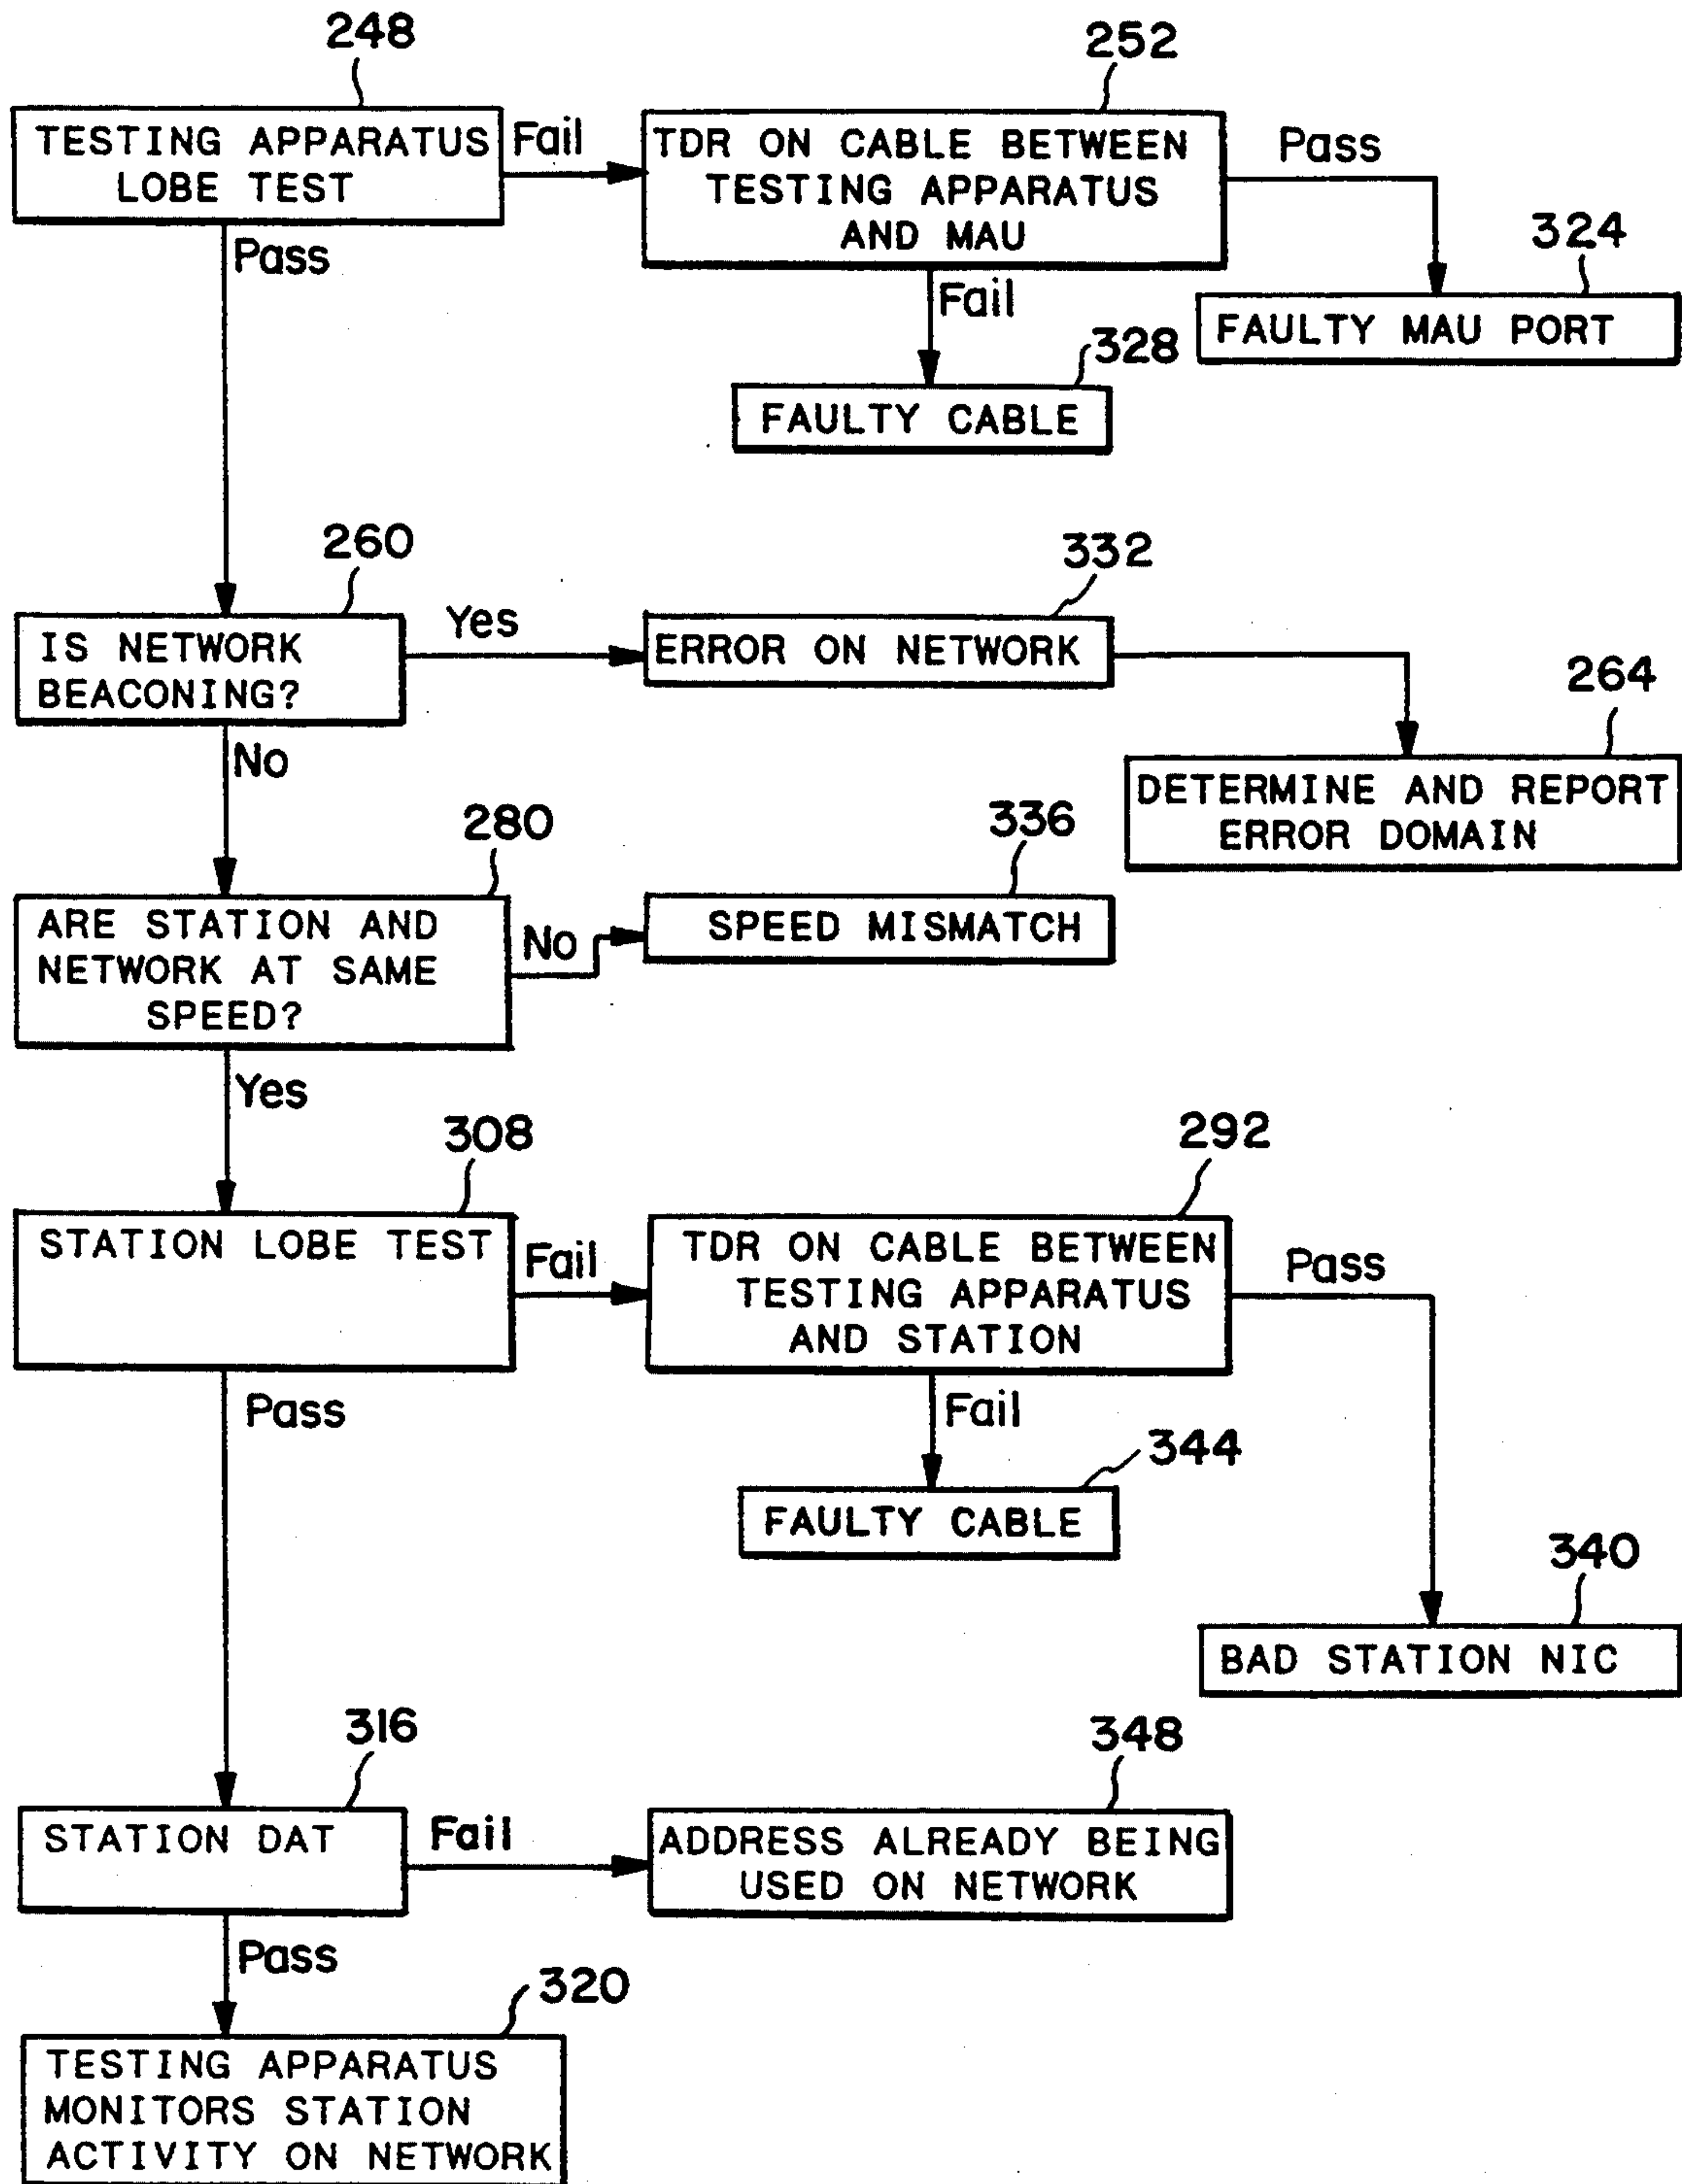 248
252
TESTING APPARATUS
LOBE TEST
Fail
TDR ON CABLE BETWEEN
TESTING APPARATUS
AND MAU
Pass
324
Pass
Fail
FAULTY MAU PORT
328
FAULTY CABLE
260
332
IS NETWORK
BEACONING?
Yes
ERROR ON NETWORK
264
No
DETERMINE AND REPORT
ERROR DOMAIN
280
336
ARE STATION AND
NETWORK AT SAME
SPEED?
No
SPEED MISMATCH
Yes
308
292
STATION LOBE TEST
Fail
TDR ON CABLE BETWEEN
TESTING APPARATUS
AND STATION
Pass
Pass
Fail
344
FAULTY CABLE
340
BAD STATION NIC
316
348
STATION DAT
Fail
ADDRESS ALREADY BEING
USED ON NETWORK
Pass
320
TESTING APPARATUS
MONITORS STATION
ACTIVITY ON NETWORK